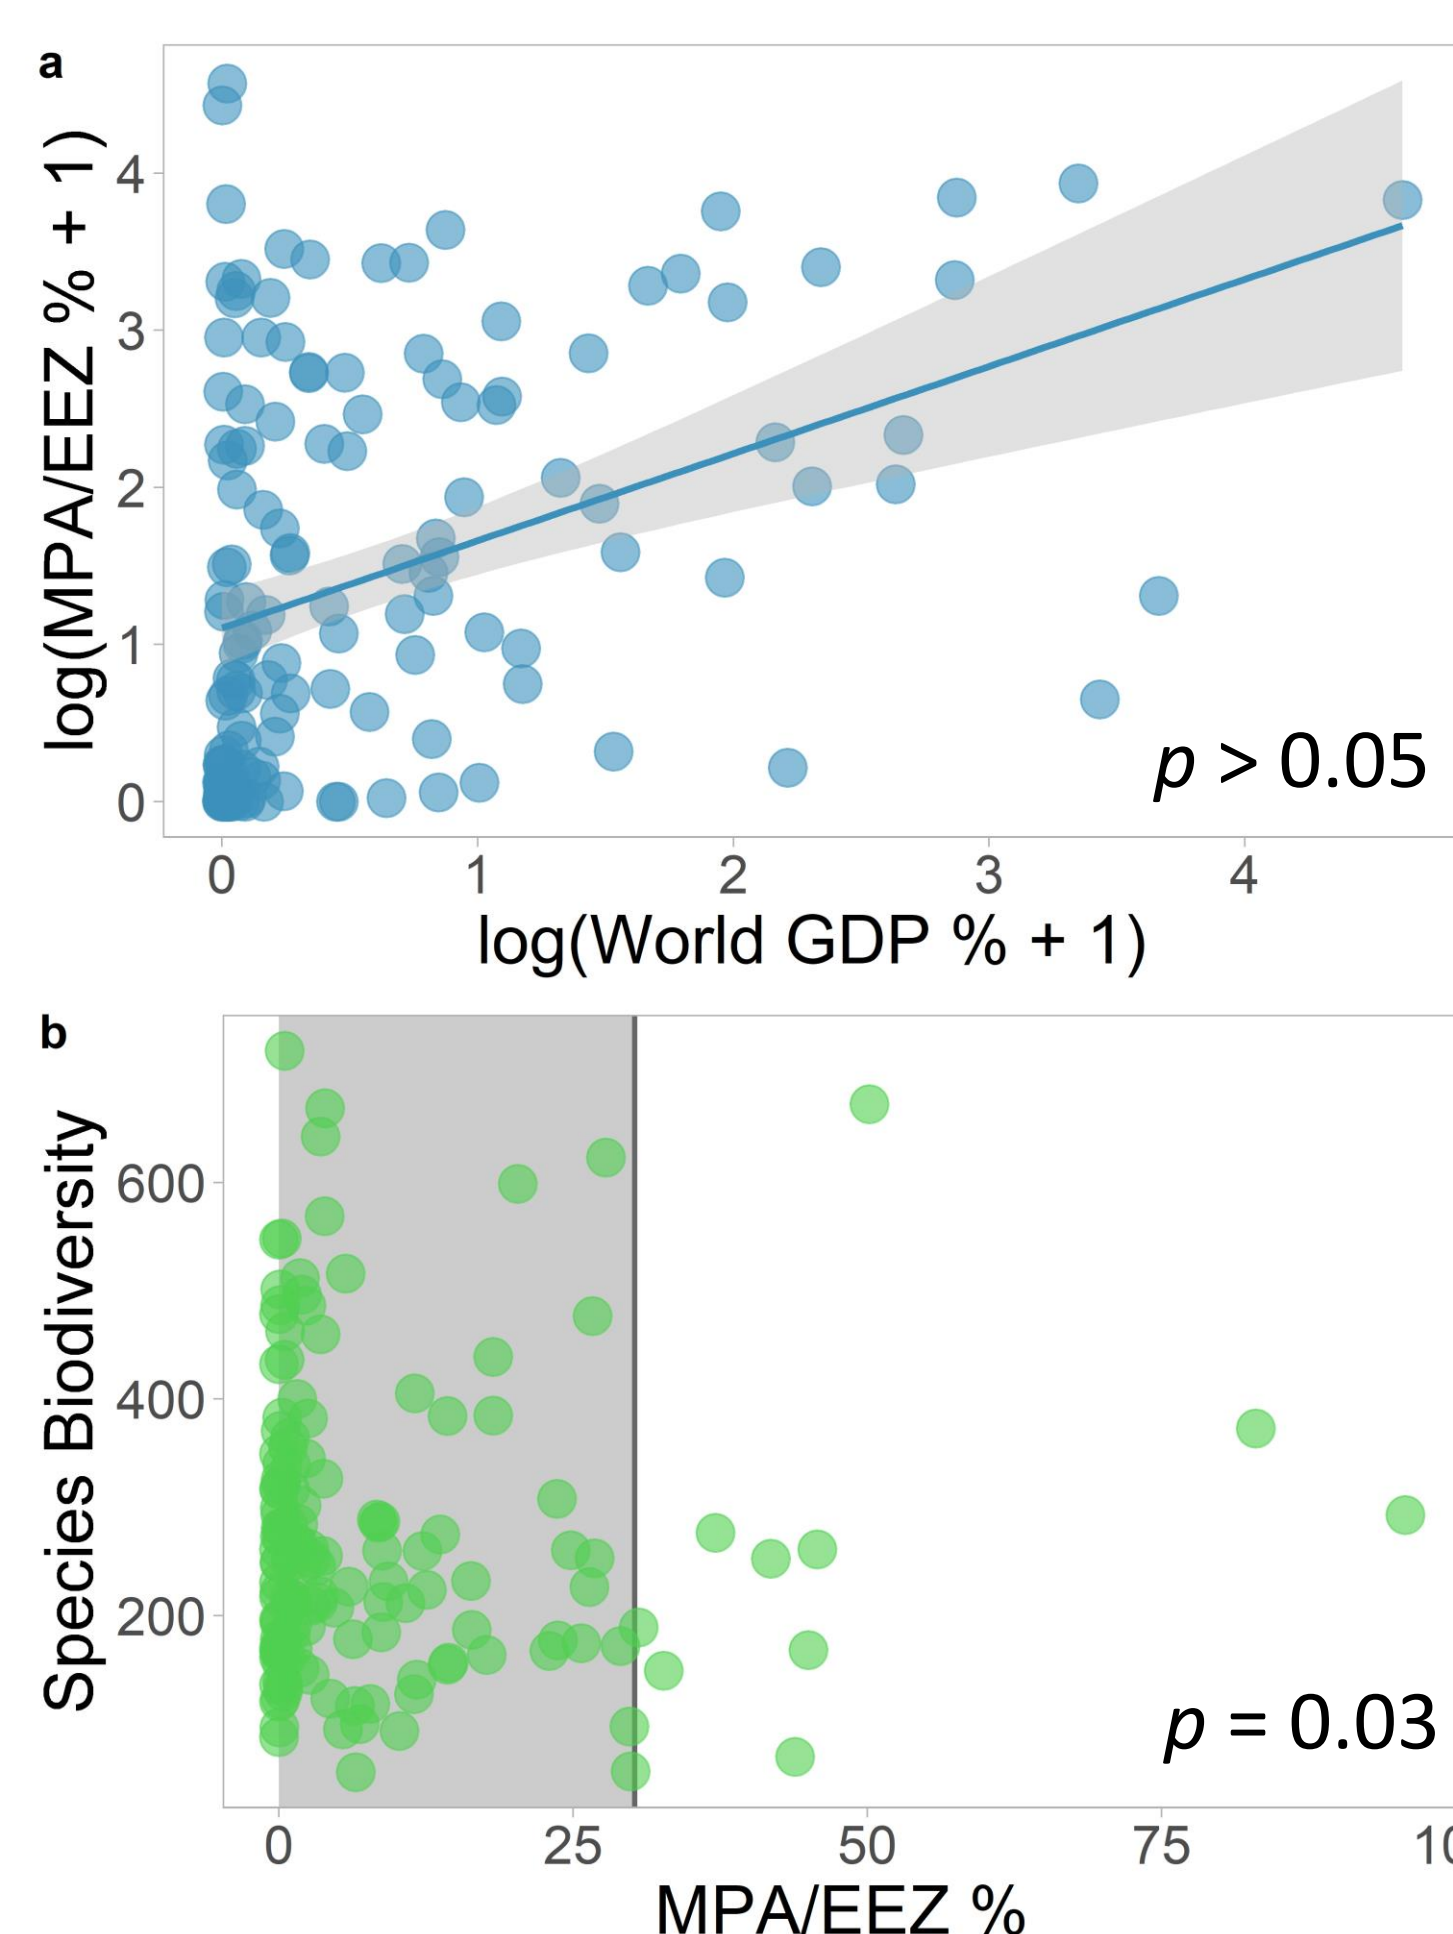 a
log(MPA/EEZ % + 1)
4
3
2
1
0
p > 0.05
0 1 2 3 4
log(World GDP % + 1)
b
Species Biodiversity
600
400
200
p = 0.03
0 25 50 75 10
MPA/EEZ %